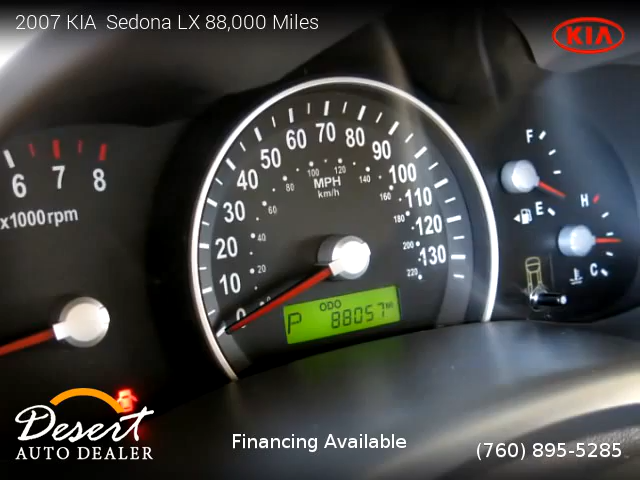 2007 KIA Sedona LX 88,000 Miles
KIA
6 7 8
x1000 rpm
0 10 20 30 40 50 60 70 80 90 100 110 120 130
20 40 60 80 100 120 140 160 180 200 220
MPH
km/h
ODO
P 88057 MI
F
E
H
C
Desert
AUTO DEALER
Financing Available
(760) 895-5285